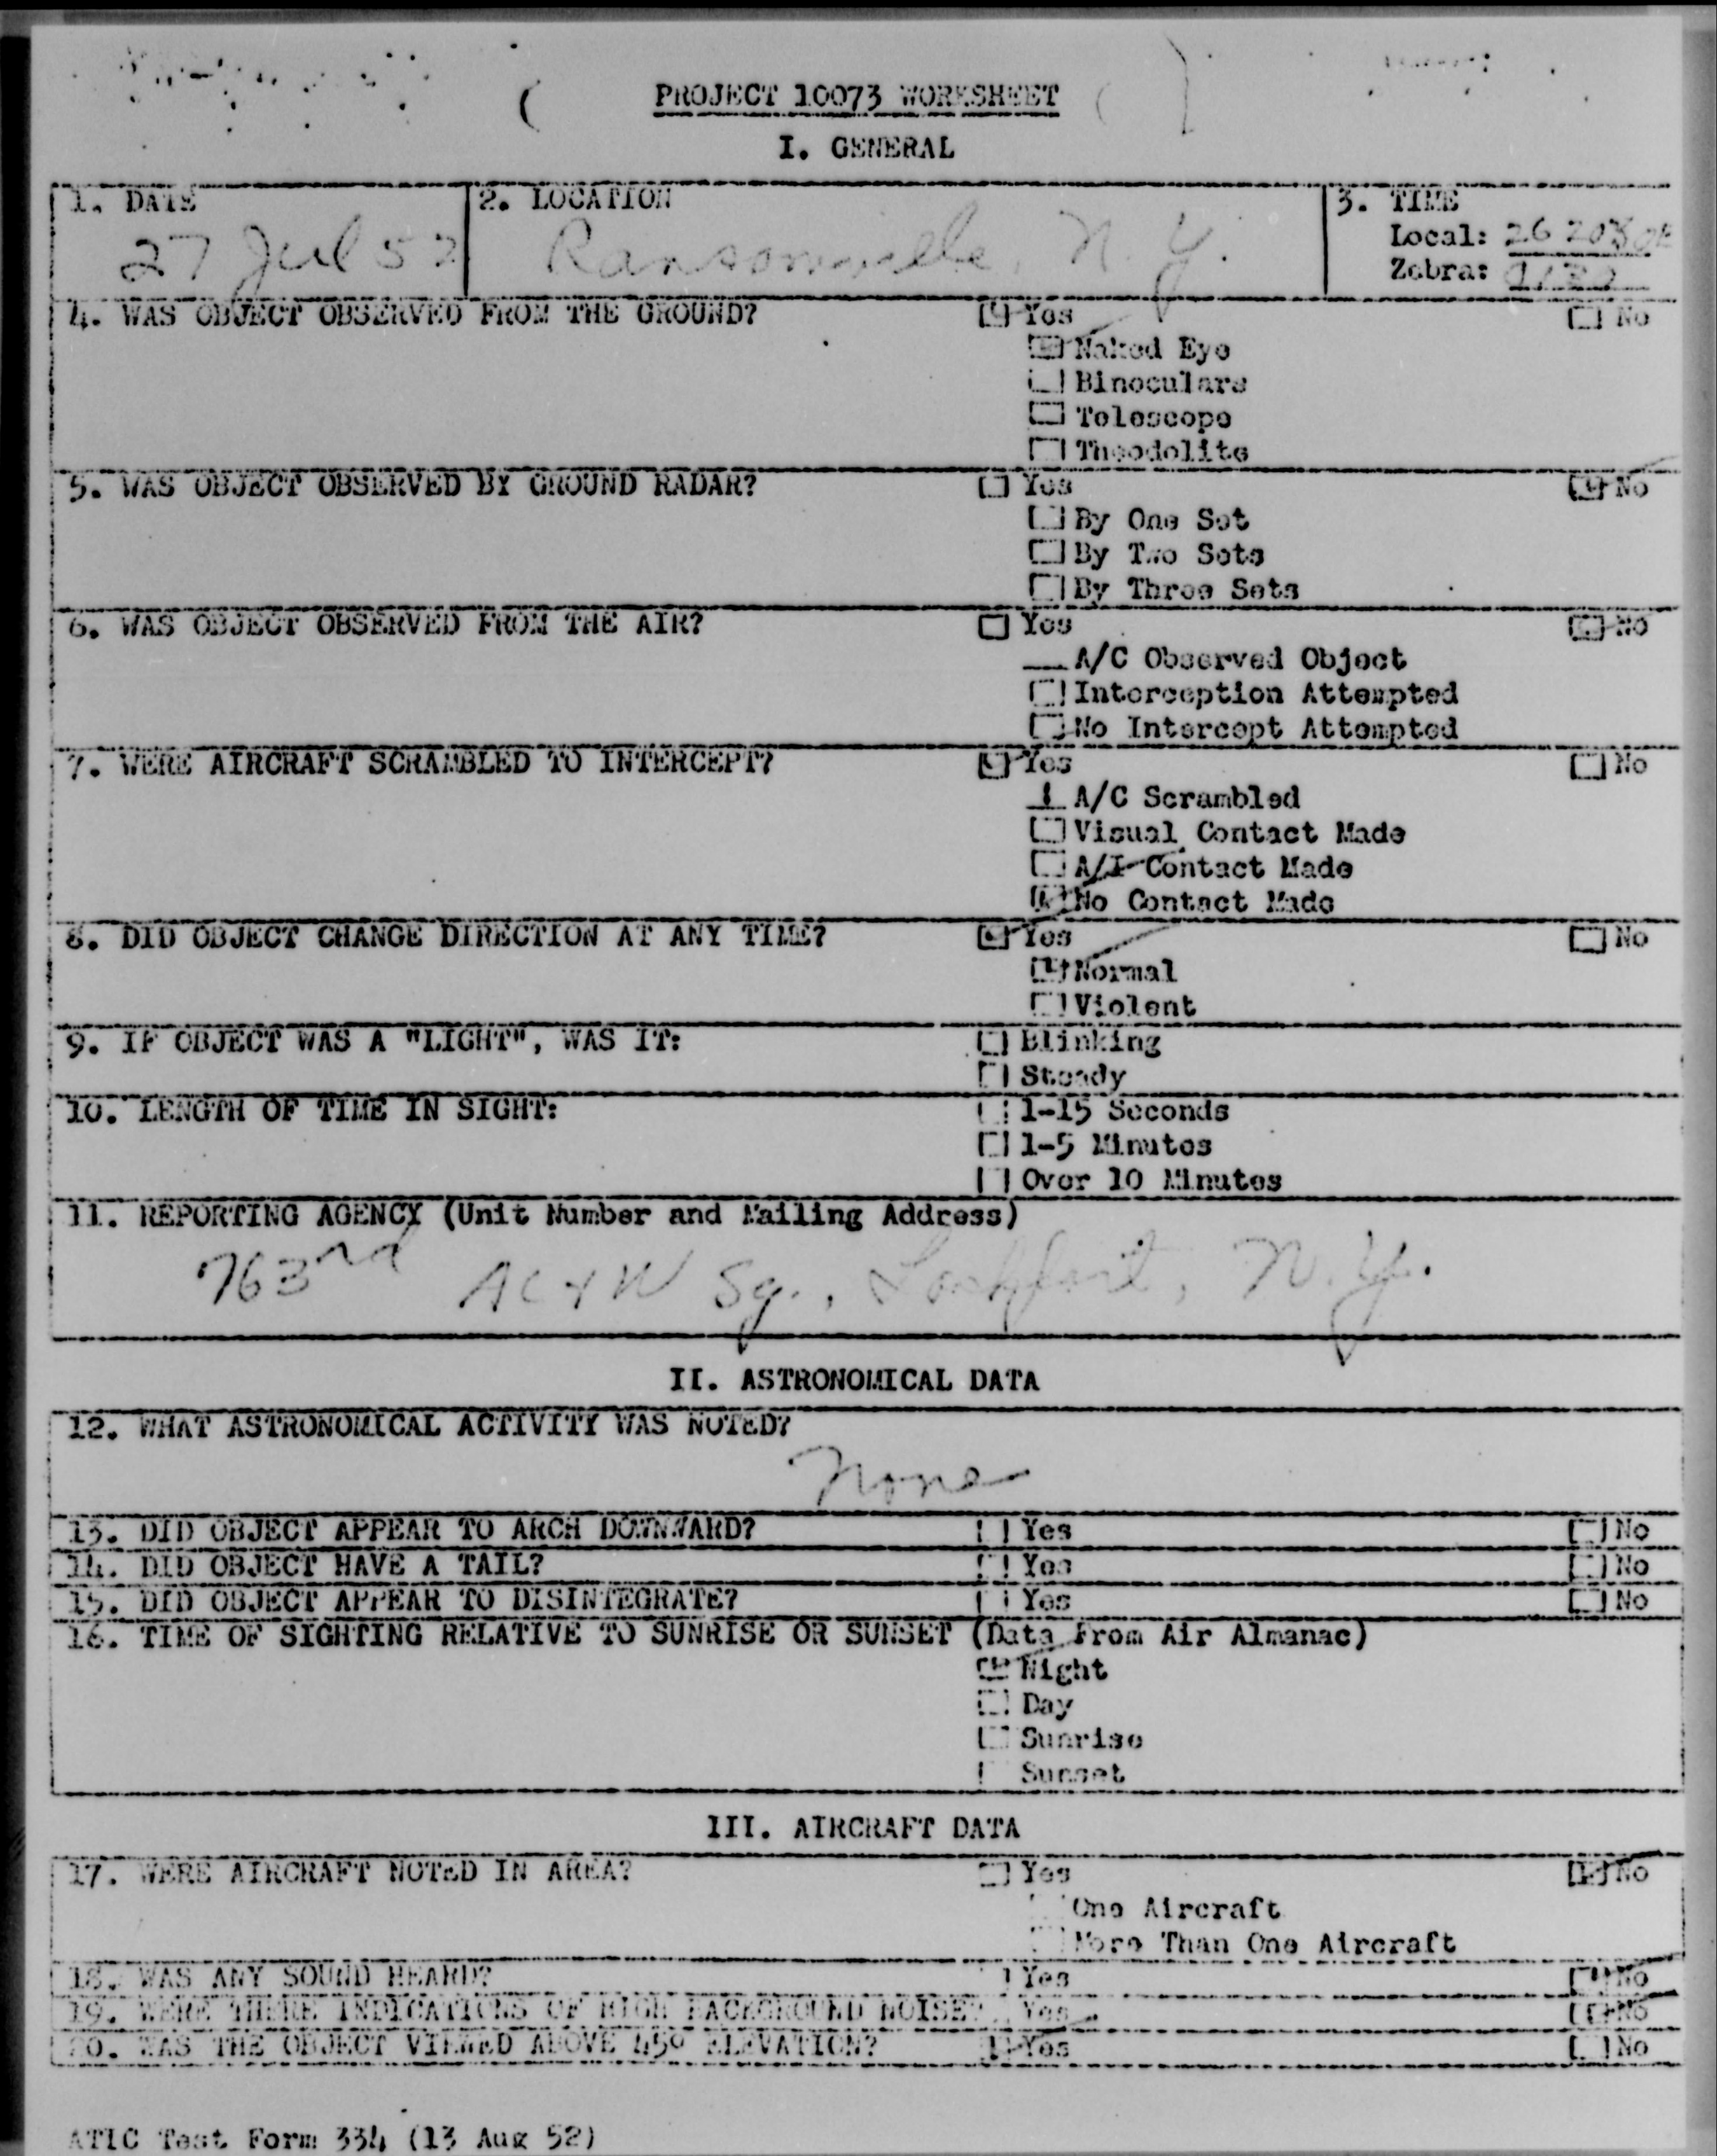 PROJECT 10073 WORKSHEET
I. GENERAL
1. DATE 2. LOCATION 3. TIME
27 Jul 52 Ransomville, N.Y. Local: 26
Zebra:
4. WAS OBJECT OBSERVED FROM THE GROUND? Yes No
Naked Eye
Binoculars
Telescope
Theodolite
5. WAS OBJECT OBSERVED BY GROUND RADAR? Yes No
By One Set
By Two Sets
By Three Sets
6. WAS OBJECT OBSERVED FROM THE AIR? Yes No
A/C Observed Object
Interception Attempted
No Intercept Attempted
7. WERE AIRCRAFT SCRAMBLED TO INTERCEPT? Yes No
1 A/C Scrambled
Visual Contact Made
A/I Contact Made
No Contact Made
8. DID OBJECT CHANGE DIRECTION AT ANY TIME? Yes No
Normal
Violent
9. IF OBJECT WAS A "LIGHT", WAS IT: Blinking
Steady
10. LENGTH OF TIME IN SIGHT: 1-15 Seconds
1-5 Minutes
Over 10 Minutes
11. REPORTING AGENCY (Unit Number and Mailing Address)
763rd AC&W Sq., Lockport, N.Y.
II. ASTRONOMICAL DATA
12. WHAT ASTRONOMICAL ACTIVITY WAS NOTED?
None
13. DID OBJECT APPEAR TO ARCH DOWNWARD? Yes No
14. DID OBJECT HAVE A TAIL? Yes No
15. DID OBJECT APPEAR TO DISINTEGRATE? Yes No
16. TIME OF SIGHTING RELATIVE TO SUNRISE OR SUNSET (Data From Air Almanac)
Night
Day
Sunrise
Sunset
III. AIRCRAFT DATA
17. WERE AIRCRAFT NOTED IN AREA? Yes No
One Aircraft
More Than One Aircraft
18. WAS ANY SOUND HEARD? Yes No
19. WERE THERE INDICATIONS OF HIGH BACKGROUND NOISE? Yes No
20. WAS THE OBJECT VIEWED ABOVE 45° ELEVATION? Yes No
ATIC Test Form 334 (13 Aug 52)